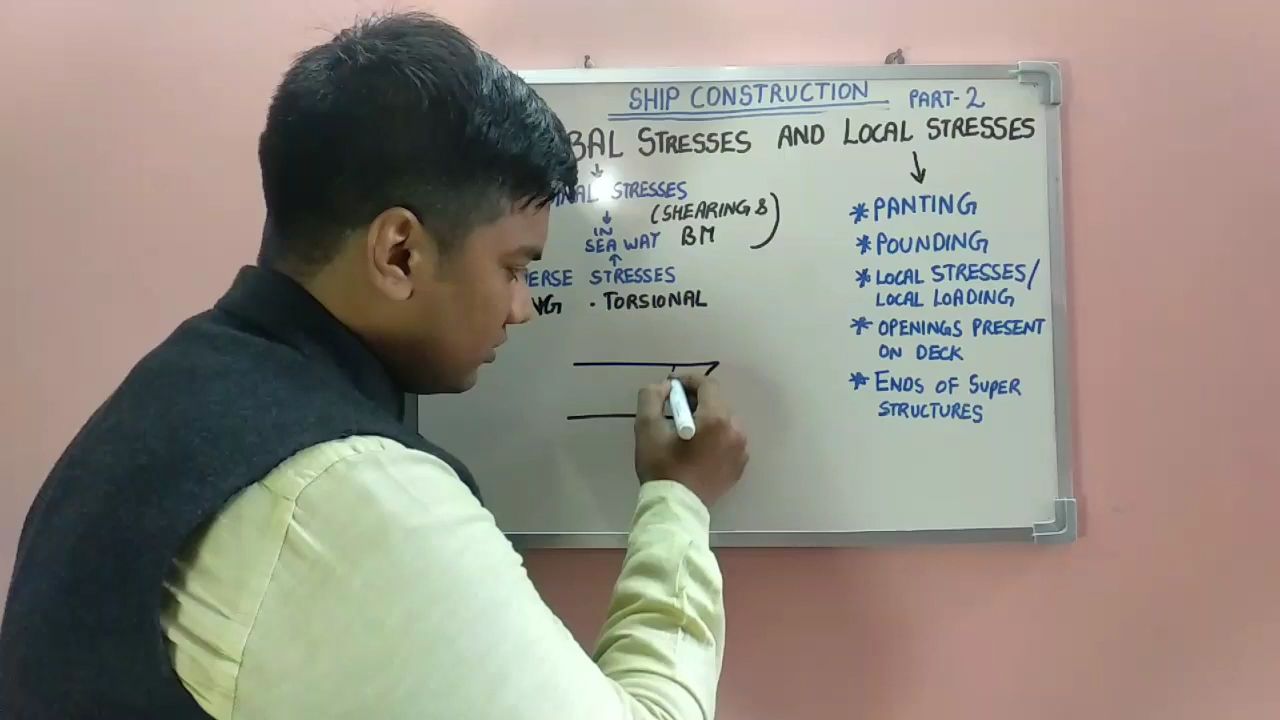 SHIP CONSTRUCTION PART-2
STRESSES AND LOCAL STRESSES
STRESSES
(SHEARING &
BM)
IN
SEA WAY
STRESSES
· TORSIONAL
* PANTING
* POUNDING
* LOCAL STRESSES/
LOCAL LOADING
* OPENINGS PRESENT
ON DECK
* ENDS OF SUPER
STRUCTURES